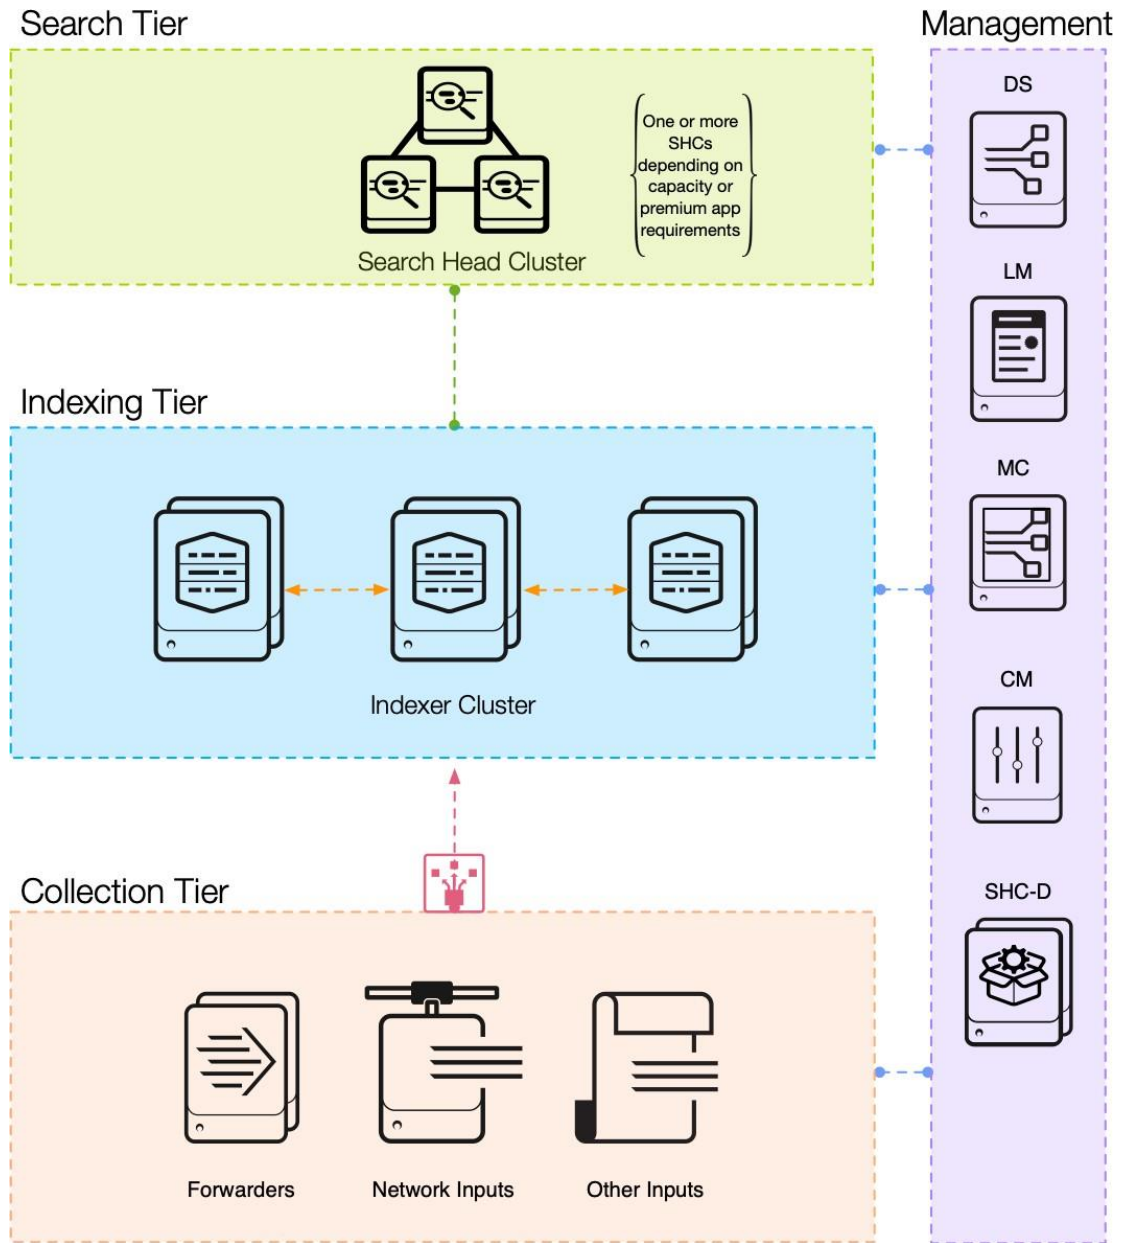 Search Tier
Management
One or more
SHCs
depending on
capacity or
premium app
requirements
Search Head Cluster
DS
LM
Indexing Tier
MC
Indexer Cluster
CM
Collection Tier
SHC-D
Forwarders
Network Inputs
Other Inputs